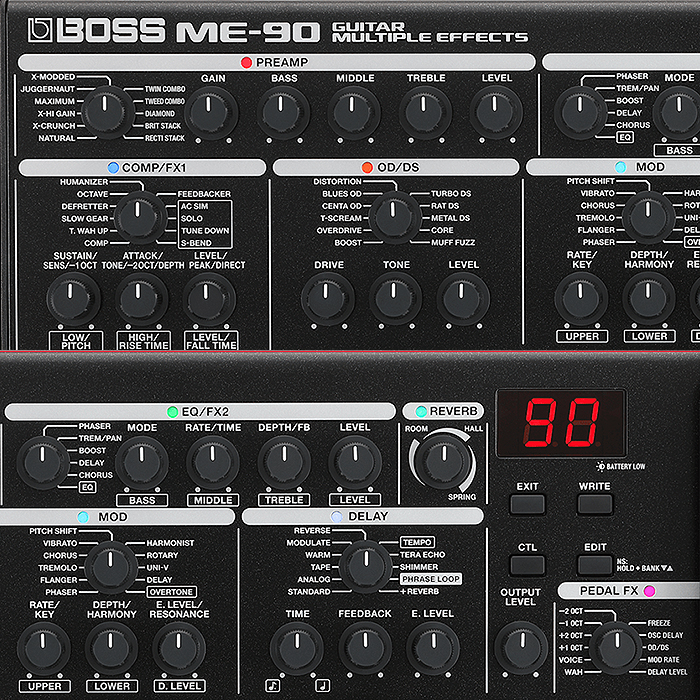 BOSS ME-90 GUITAR MULTIPLE EFFECTS
PREAMP
X-MODDED
JUGGERNAUT
MAXIMUM
X-HI GAIN
X-CRUNCH
NATURAL
TWIN COMBO
TWEED COMBO
DIAMOND
BRIT STACK
RECTI STACK
GAIN
BASS
MIDDLE
TREBLE
LEVEL
PHASER
TREM/PAN
BOOST
DELAY
CHORUS
EQ
MODE
BASS
COMP/FX1
HUMANIZER
OCTAVE
DEFRETTER
SLOW GEAR
T. WAH UP
COMP
FEEDBACKER
AC SIM
SOLO
TUNE DOWN
S-BEND
SUSTAIN/
SENS/-1OCT
ATTACK/
TONE/-2OCT/DEPTH
LEVEL/
PEAK/DIRECT
LOW/
PITCH
HIGH/
RISE TIME
LEVEL/
FALL TIME
OD/DS
DISTORTION
BLUES OD
CENTA OD
T-SCREAM
OVERDRIVE
BOOST
TURBO DS
RAT DS
METAL DS
CORE
MUFF FUZZ
DRIVE
TONE
LEVEL
MOD
PITCH SHIFT
VIBRATO
CHORUS
TREMOLO
FLANGER
PHASER
HAR
ROT
UNI-
DEL
OV
RATE/
KEY
DEPTH/
HARMONY
E
RE
UPPER
LOWER
D
EQ/FX2
PHASER
TREM/PAN
BOOST
DELAY
CHORUS
EQ
MODE
RATE/TIME
DEPTH/FB
LEVEL
BASS
MIDDLE
TREBLE
LEVEL
REVERB
ROOM
HALL
SPRING
90
BATTERY LOW
EXIT
WRITE
CTL
EDIT
NS:
HOLD + BANK ▼▲
MOD
PITCH SHIFT
VIBRATO
CHORUS
TREMOLO
FLANGER
PHASER
HARMONIST
ROTARY
UNI-V
DELAY
OVERTONE
RATE/
KEY
DEPTH/
HARMONY
E. LEVEL/
RESONANCE
UPPER
LOWER
D. LEVEL
DELAY
REVERSE
MODULATE
WARM
TAPE
ANALOG
STANDARD
TEMPO
TERA ECHO
SHIMMER
PHRASE LOOP
+REVERB
TIME
FEEDBACK
E. LEVEL
OUTPUT
LEVEL
PEDAL FX
-2 OCT
-1 OCT
+2 OCT
+1 OCT
VOICE
WAH
FREEZE
OSC DELAY
OD/DS
MOD RATE
DELAY LEVEL